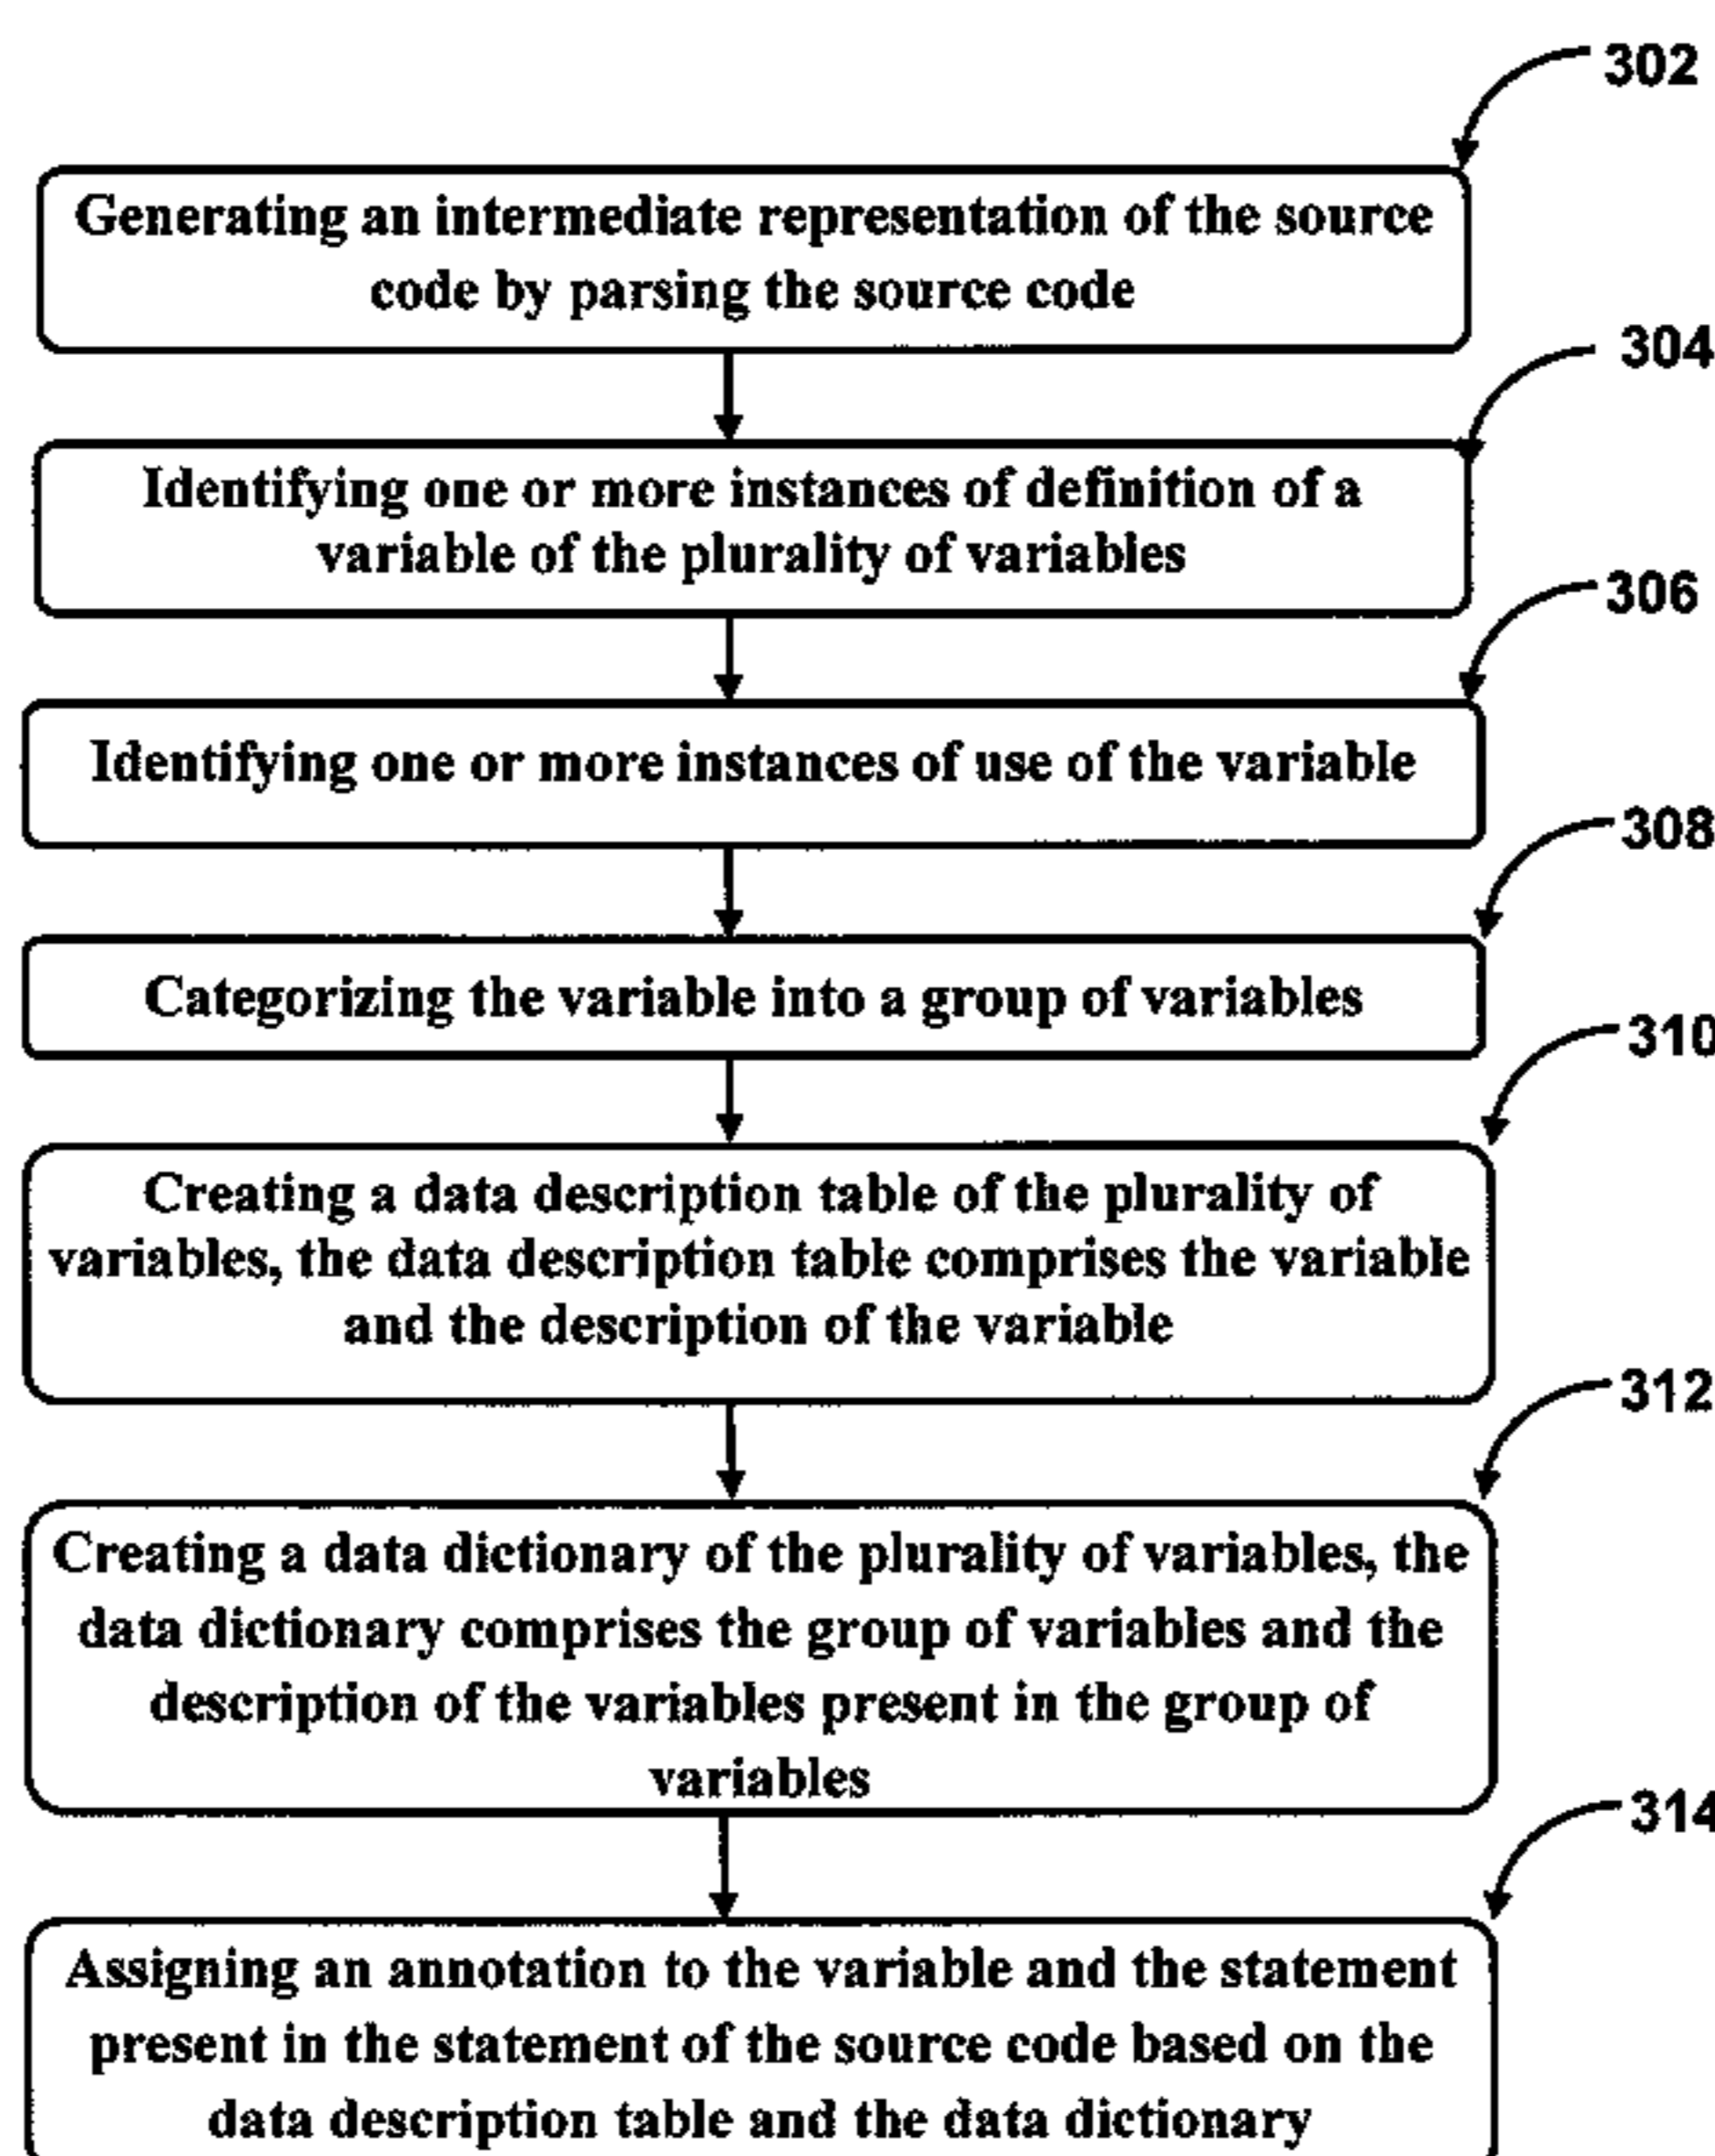 302
Generating an intermediate representation of the source
code by parsing the source code
304
Identifying one or more instances of definition of a
variable of the plurality of variables
306
Identifying one or more instances of use of the variable
308
Categorizing the variable into a group of variables
310
Creating a data description table of the plurality of
variables, the data description table comprises the variable
and the description of the variable
312
Creating a data dictionary of the plurality of variables, the
data dictionary comprises the group of variables and the
description of the variables present in the group of
variables
314
Assigning an annotation to the variable and the statement
present in the statement of the source code based on the
data description table and the data dictionary